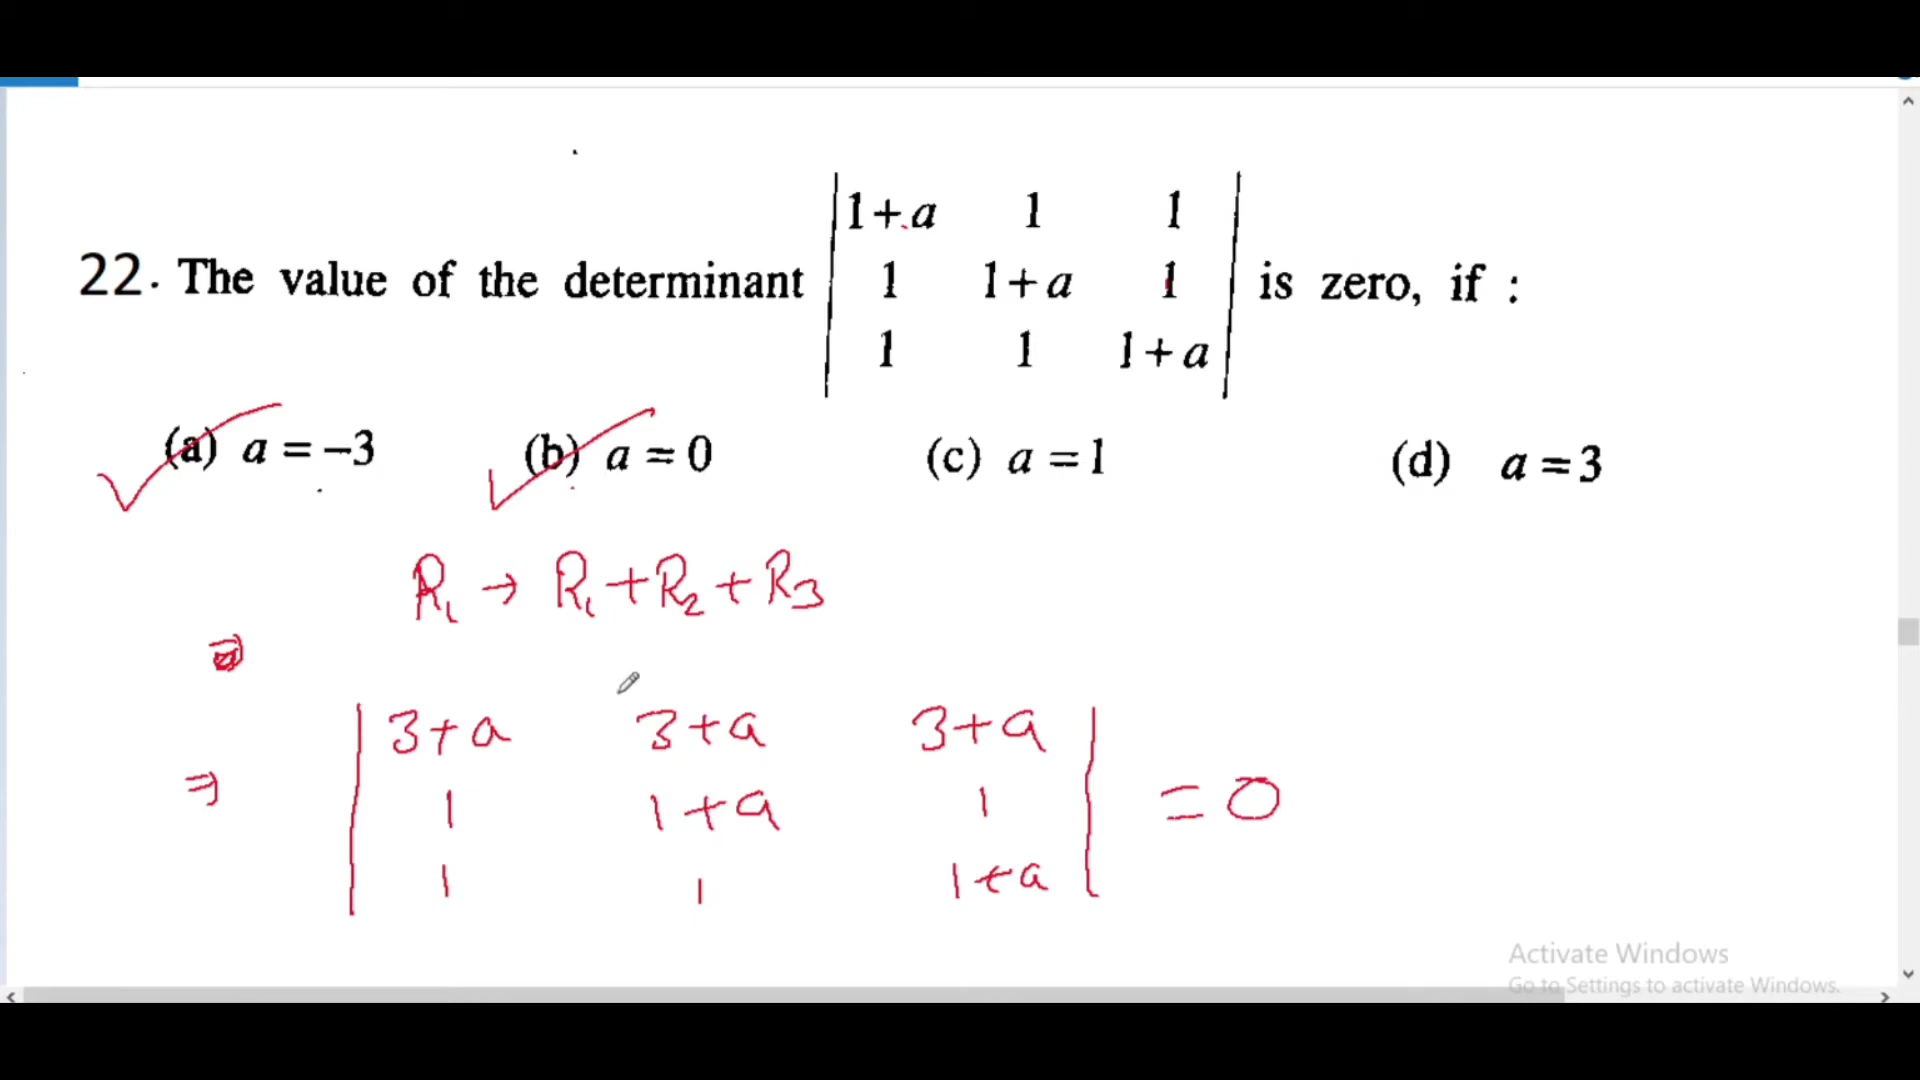 1+a 1 1
22. The value of the determinant 1 1+a 1 is zero, if :
1 1 1+a
(a) a = -3 (b) a = 0 (c) a = 1 (d) a = 3
R1 → R1 + R2 + R3
3+a 3+a 3+a
⇒ 1 1+a 1 = 0
1 1 1+a
Activate Windows
Go to Settings to activate Windows.